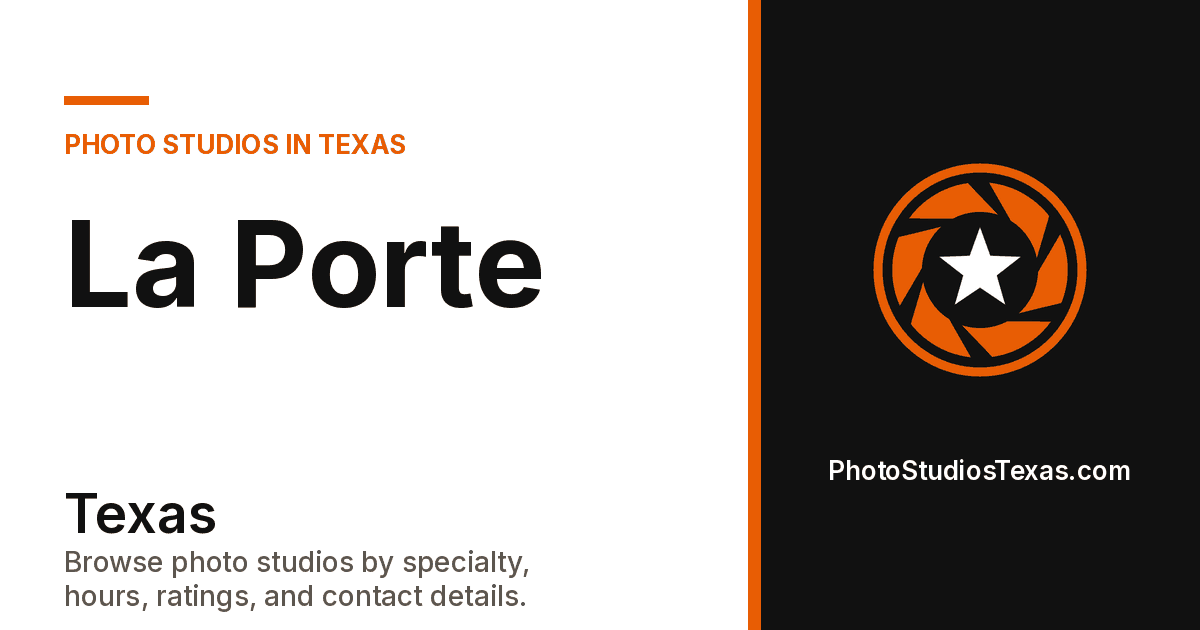 PHOTO STUDIOS IN TEXAS
La Porte
Texas
Browse photo studios by specialty,
hours, ratings, and contact details.
PhotoStudiosTexas.com